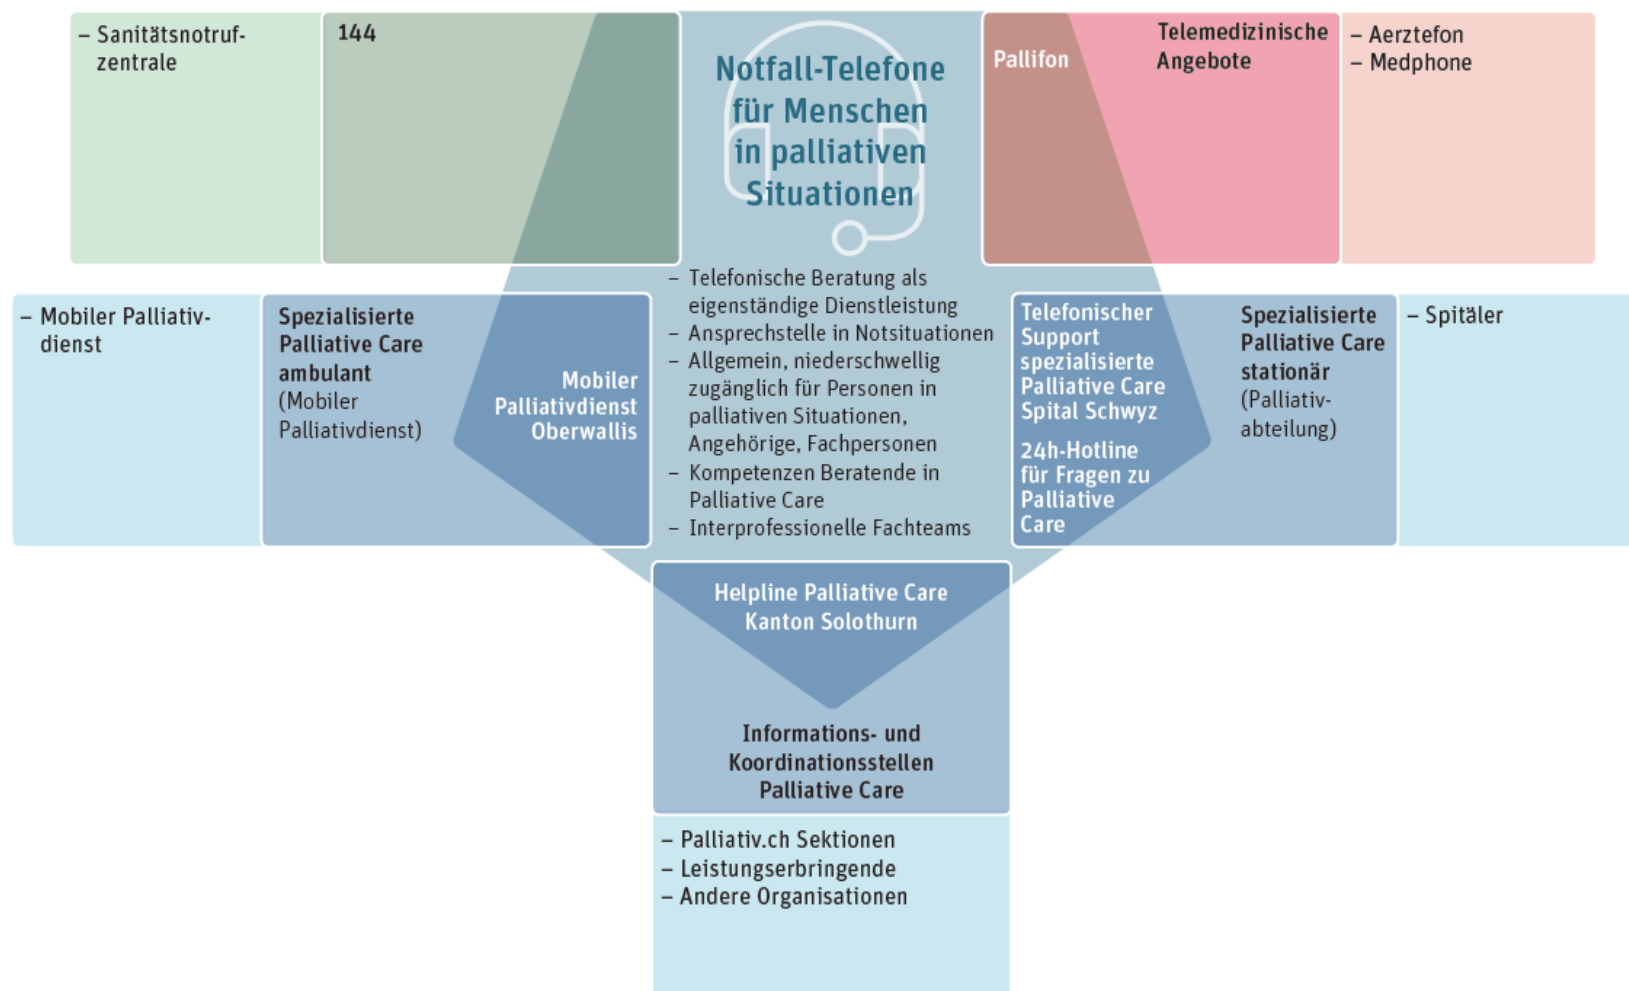 – Sanitätsnotruf-
zentrale
144
Notfall-Telefone
für Menschen
in palliativen
Situationen
Pallifon
Telemedizinische
Angebote
– Aerztefon
– Medphone
– Telefonische Beratung als
eigenständige Dienstleistung
– Ansprechstelle in Notsituationen
– Allgemein, niederschwellig
zugänglich für Personen in
palliativen Situationen,
Angehörige, Fachpersonen
– Kompetenzen Beratende in
Palliative Care
– Interprofessionelle Fachteams
– Mobiler Palliativ-
dienst
Spezialisierte
Palliative Care
ambulant
(Mobiler
Palliativdienst)
Mobiler
Palliativdienst
Oberwallis
Telefonischer
Support
spezialisierte
Palliative Care
Spital Schwyz
24h-Hotline
für Fragen zu
Palliative
Care
Spezialisierte
Palliative Care
stationär
(Palliativ-
abteilung)
– Spitäler
Helpline Palliative Care
Kanton Solothurn
Informations- und
Koordinationsstellen
Palliative Care
– Palliativ.ch Sektionen
– Leistungserbringende
– Andere Organisationen